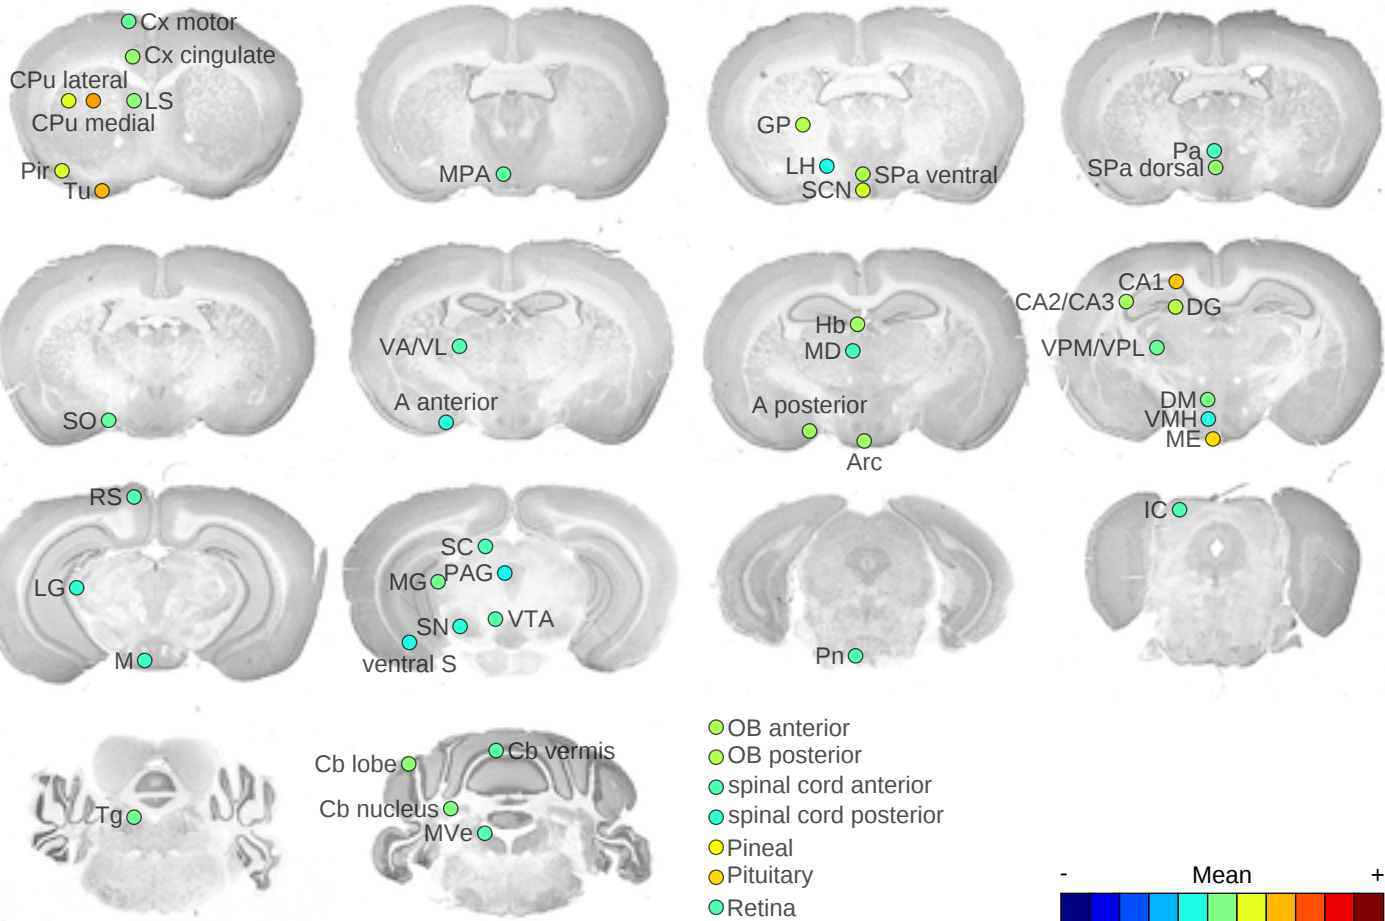 Cx motor
Cx cingulate
CPu lateral
LS
CPu medial
Pir
Tu
MPA
GP
LH
SPa ventral
SCN
Pa
SPa dorsal
SO
VA/VL
A anterior
Hb
MD
A posterior
Arc
CA1
CA2/CA3
DG
VPM/VPL
DM
VMH
ME
RS
LG
M
SC
MG
PAG
SN
VTA
ventral S
Pn
IC
Tg
Cb lobe
Cb vermis
Cb nucleus
MVe
OB anterior
OB posterior
spinal cord anterior
spinal cord posterior
Pineal
Pituitary
Retina
- Mean +